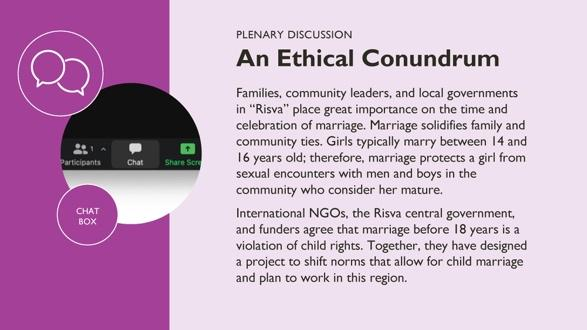 PLENARY DISCUSSION
An Ethical Conundrum
Families, community leaders, and local governments
in “Risva” place great importance on the time and
celebration of marriage. Marriage solidifies family and
community ties. Girls typically marry between 14 and
16 years old; therefore, marriage protects a girl from
sexual encounters with men and boys in the
community who consider her mature.
International NGOs, the Risva central government,
and funders agree that marriage before 18 years is a
violation of child rights. Together, they have designed
a project to shift norms that allow for child marriage
and plan to work in this region.
1
Participants
Chat
Share Scre
CHAT
BOX